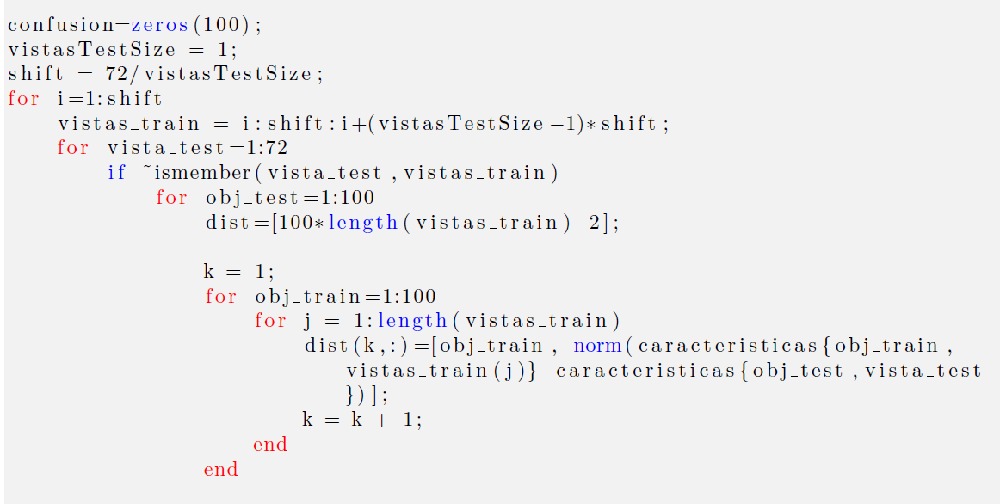 confusion=zeros(100);
vistasTestSize = 1;
shift = 72/vistasTestSize;
for i=1:shift
    vistas_train = i:shift:i+(vistasTestSize-1)*shift;
    for vista_test=1:72
        if ~ismember(vista_test,vistas_train)
            for obj_test=1:100
                dist=[100*length(vistas_train) 2];

                k = 1;
                for obj_train=1:100
                    for j = 1:length(vistas_train)
                        dist(k,:)=[obj_train, norm(caracteristicas{obj_train,
                            vistas_train(j)}-caracteristicas{obj_test,vista_test
                            })];
                        k = k + 1;
                    end
                end